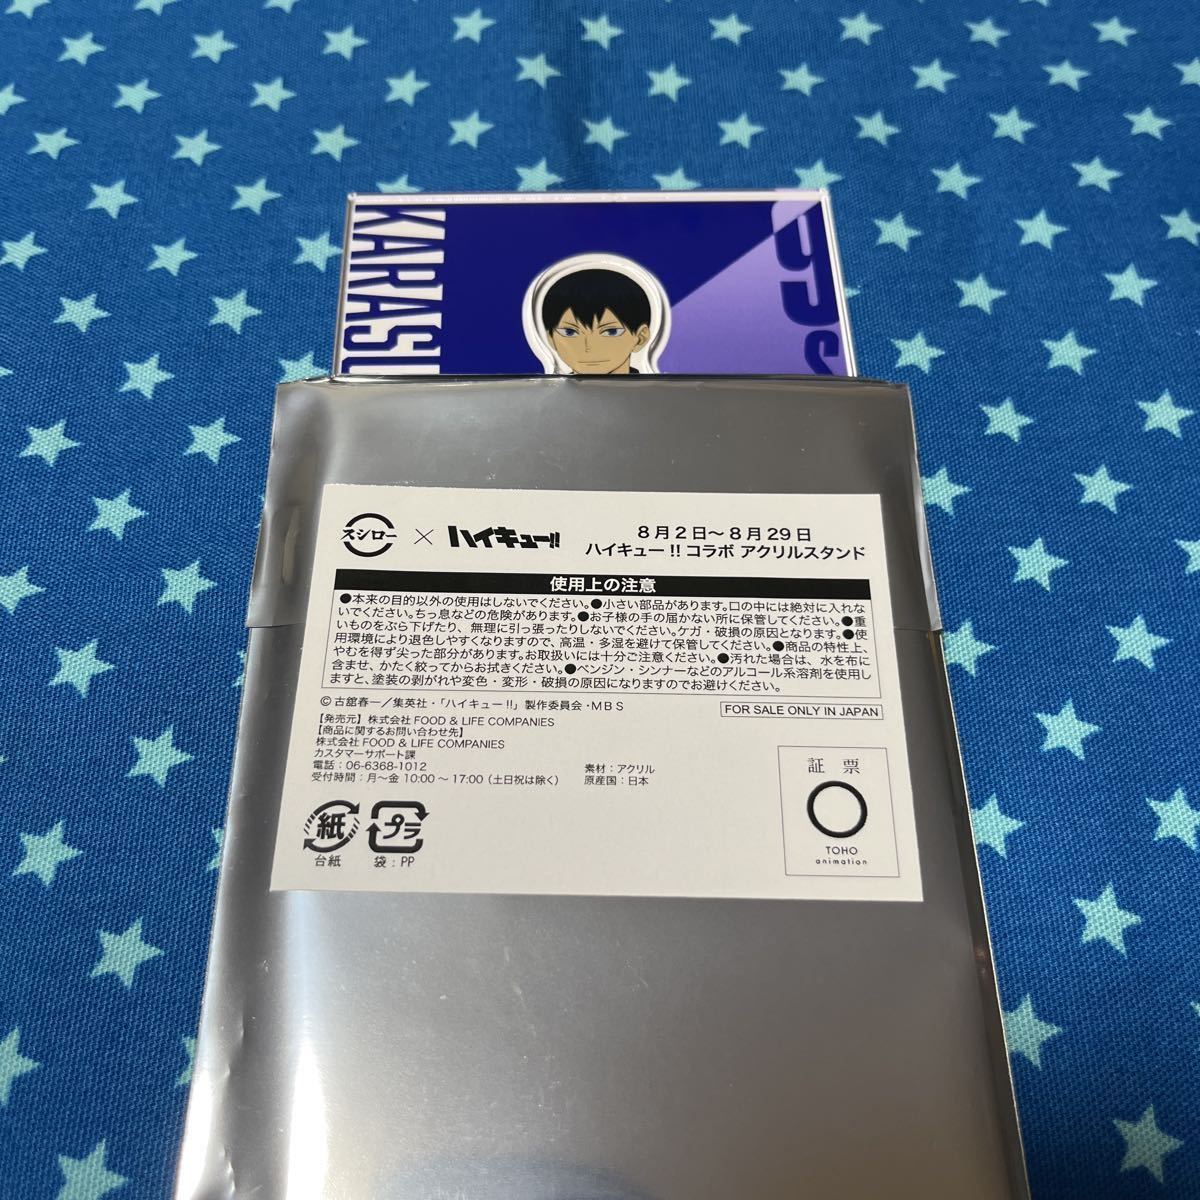 KARASU
スシロー × ハイキュー!!
8月2日～8月29日
ハイキュー!! コラボ アクリルスタンド
使用上の注意
●本来の目的以外の使用はしないでください。●小さい部品があります。口の中には絶対に入れな
いでください。ちっ息などの危険があります。●お子様の手の届かない所に保管してください。●重
いものをぶら下げたり、無理に引っ張ったりしないでください。ケガ・破損の原因となります。●使
用環境により退色しやすくなりますので、高温・多湿を避けて保管してください。●商品の特性上、
やむを得ず尖った部分があります。お取扱いには十分ご注意ください。●汚れた場合は、水を布に
含ませ、かたく絞ってからお拭きください。●ベンジン・シンナーなどのアルコール系溶剤を使用し
ますと、塗装の剥がれや変色・変形・破損の原因になりますのでお避けください。
©古舘春一／集英社・「ハイキュー!!」製作委員会・MBS
FOR SALE ONLY IN JAPAN
【発売元】株式会社 FOOD & LIFE COMPANIES
【商品に関するお問い合わせ先】
株式会社 FOOD & LIFE COMPANIES
カスタマーサポート課
電話：06-6368-1012
受付時間：月～金 10:00～17:00（土日祝は除く）
素材：アクリル
原産国：日本
紙
台紙
プラ
袋：PP
証票
TOHO
animation